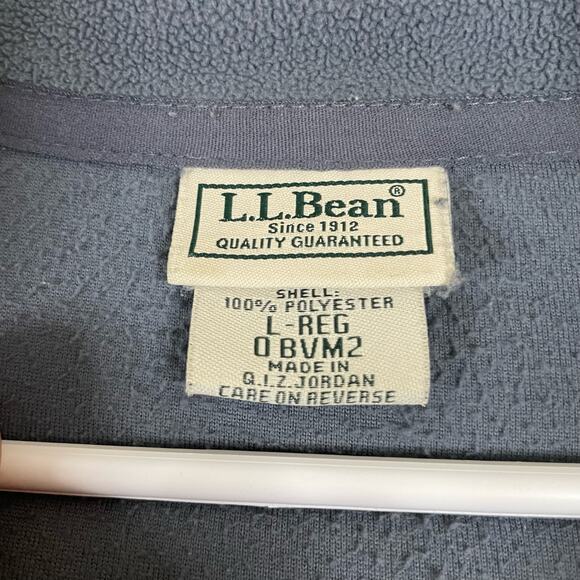 L.L.Bean®
Since 1912
QUALITY GUARANTEED
SHELL:
100% POLYESTER
L-REG
0 BVM2
MADE IN
Q.I.Z. JORDAN
CARE ON REVERSE